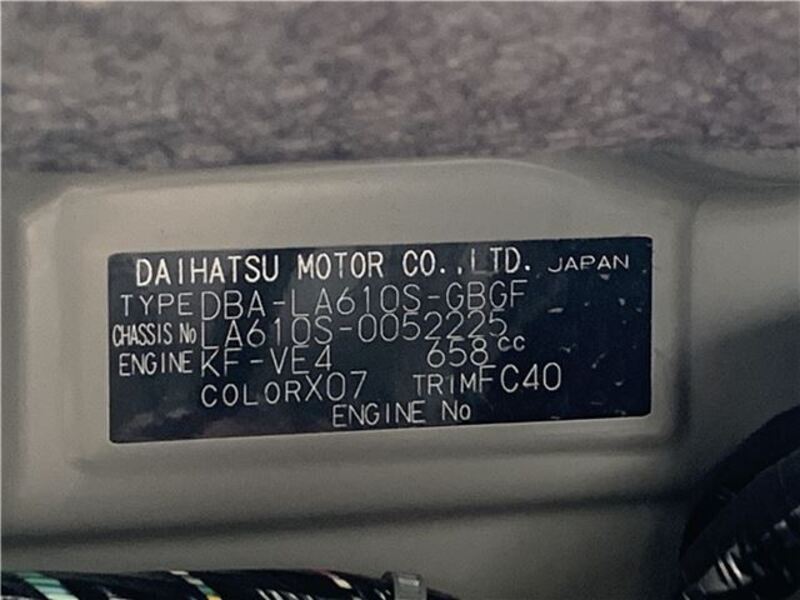 DAIHATSU MOTOR CO.,LTD. JAPAN
TYPE DBA-LA610S-GBGF
CHASSIS No LA610S-0052225
ENGINE KF-VE4 658cc
COLOR X07 TRIM FC40
ENGINE No